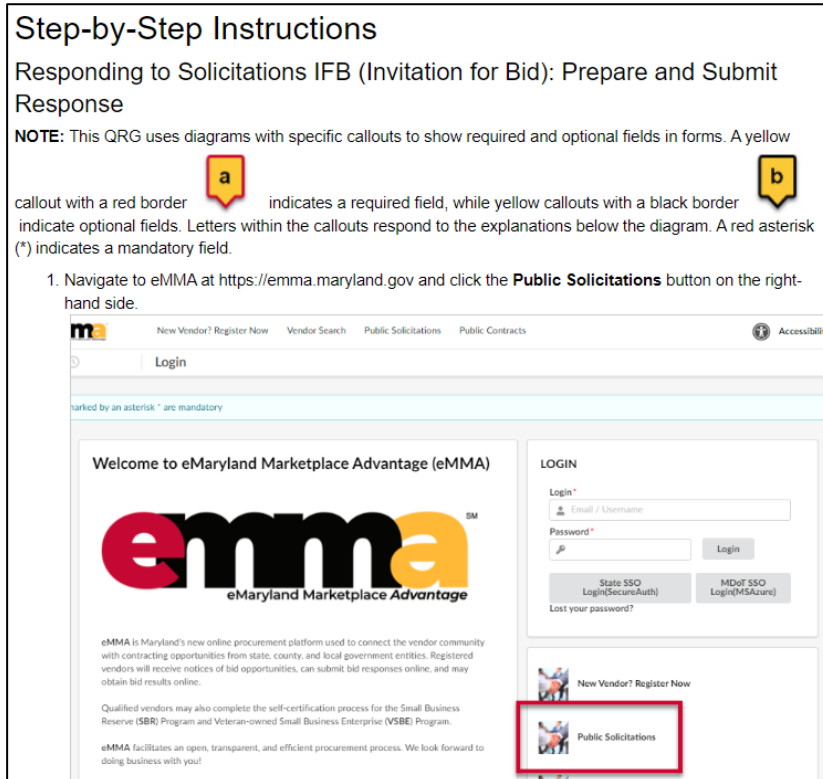 Step-by-Step Instructions
Responding to Solicitations IFB (Invitation for Bid): Prepare and Submit
Response
NOTE: This QRG uses diagrams with specific callouts to show required and optional fields in forms. A yellow
callout with a red border a indicates a required field, while yellow callouts with a black border b
indicate optional fields. Letters within the callouts respond to the explanations below the diagram. A red asterisk
(*) indicates a mandatory field.
1. Navigate to eMMA at https://emma.maryland.gov and click the Public Solicitations button on the right-
hand side.
ma New Vendor? Register Now Vendor Search Public Solicitations Public Contracts Accessibili
Login
marked by an asterisk * are mandatory
Welcome to eMaryland Marketplace Advantage (eMMA)
emma SM
eMaryland Marketplace Advantage
eMMA is Maryland's new online procurement platform used to connect the vendor community
with contracting opportunities from state, county, and local government entities. Registered
vendors will receive notices of bid opportunities, can submit bid responses online, and may
obtain bid results online.
Qualified vendors may also complete the self-certification process for the Small Business
Reserve (SBR) Program and Veteran-owned Small Business Enterprise (VSBE) Program.
eMMA facilitates an open, transparent, and efficient procurement process. We look forward to
doing business with you!
LOGIN
Login*
Email / Username
Password*
Login
State SSO
Login(SecureAuth)
MDoT SSO
Login(MSAzure)
Lost your password?
New Vendor? Register Now
Public Solicitations